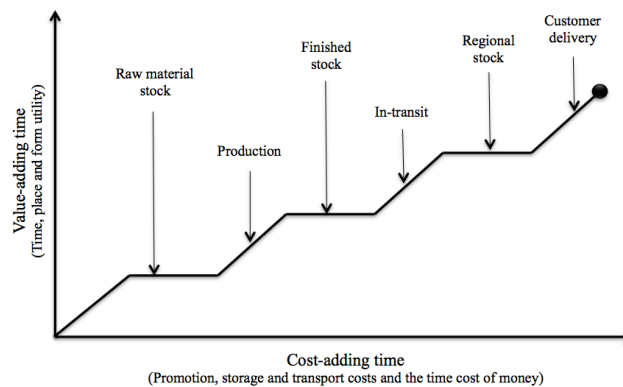 Customer
delivery
Regional
stock
Finished
stock
Raw material
stock
In-transit
Production
Value-adding time
(Time, place and form utility)
Cost-adding time
(Promotion, storage and transport costs and the time cost of money)